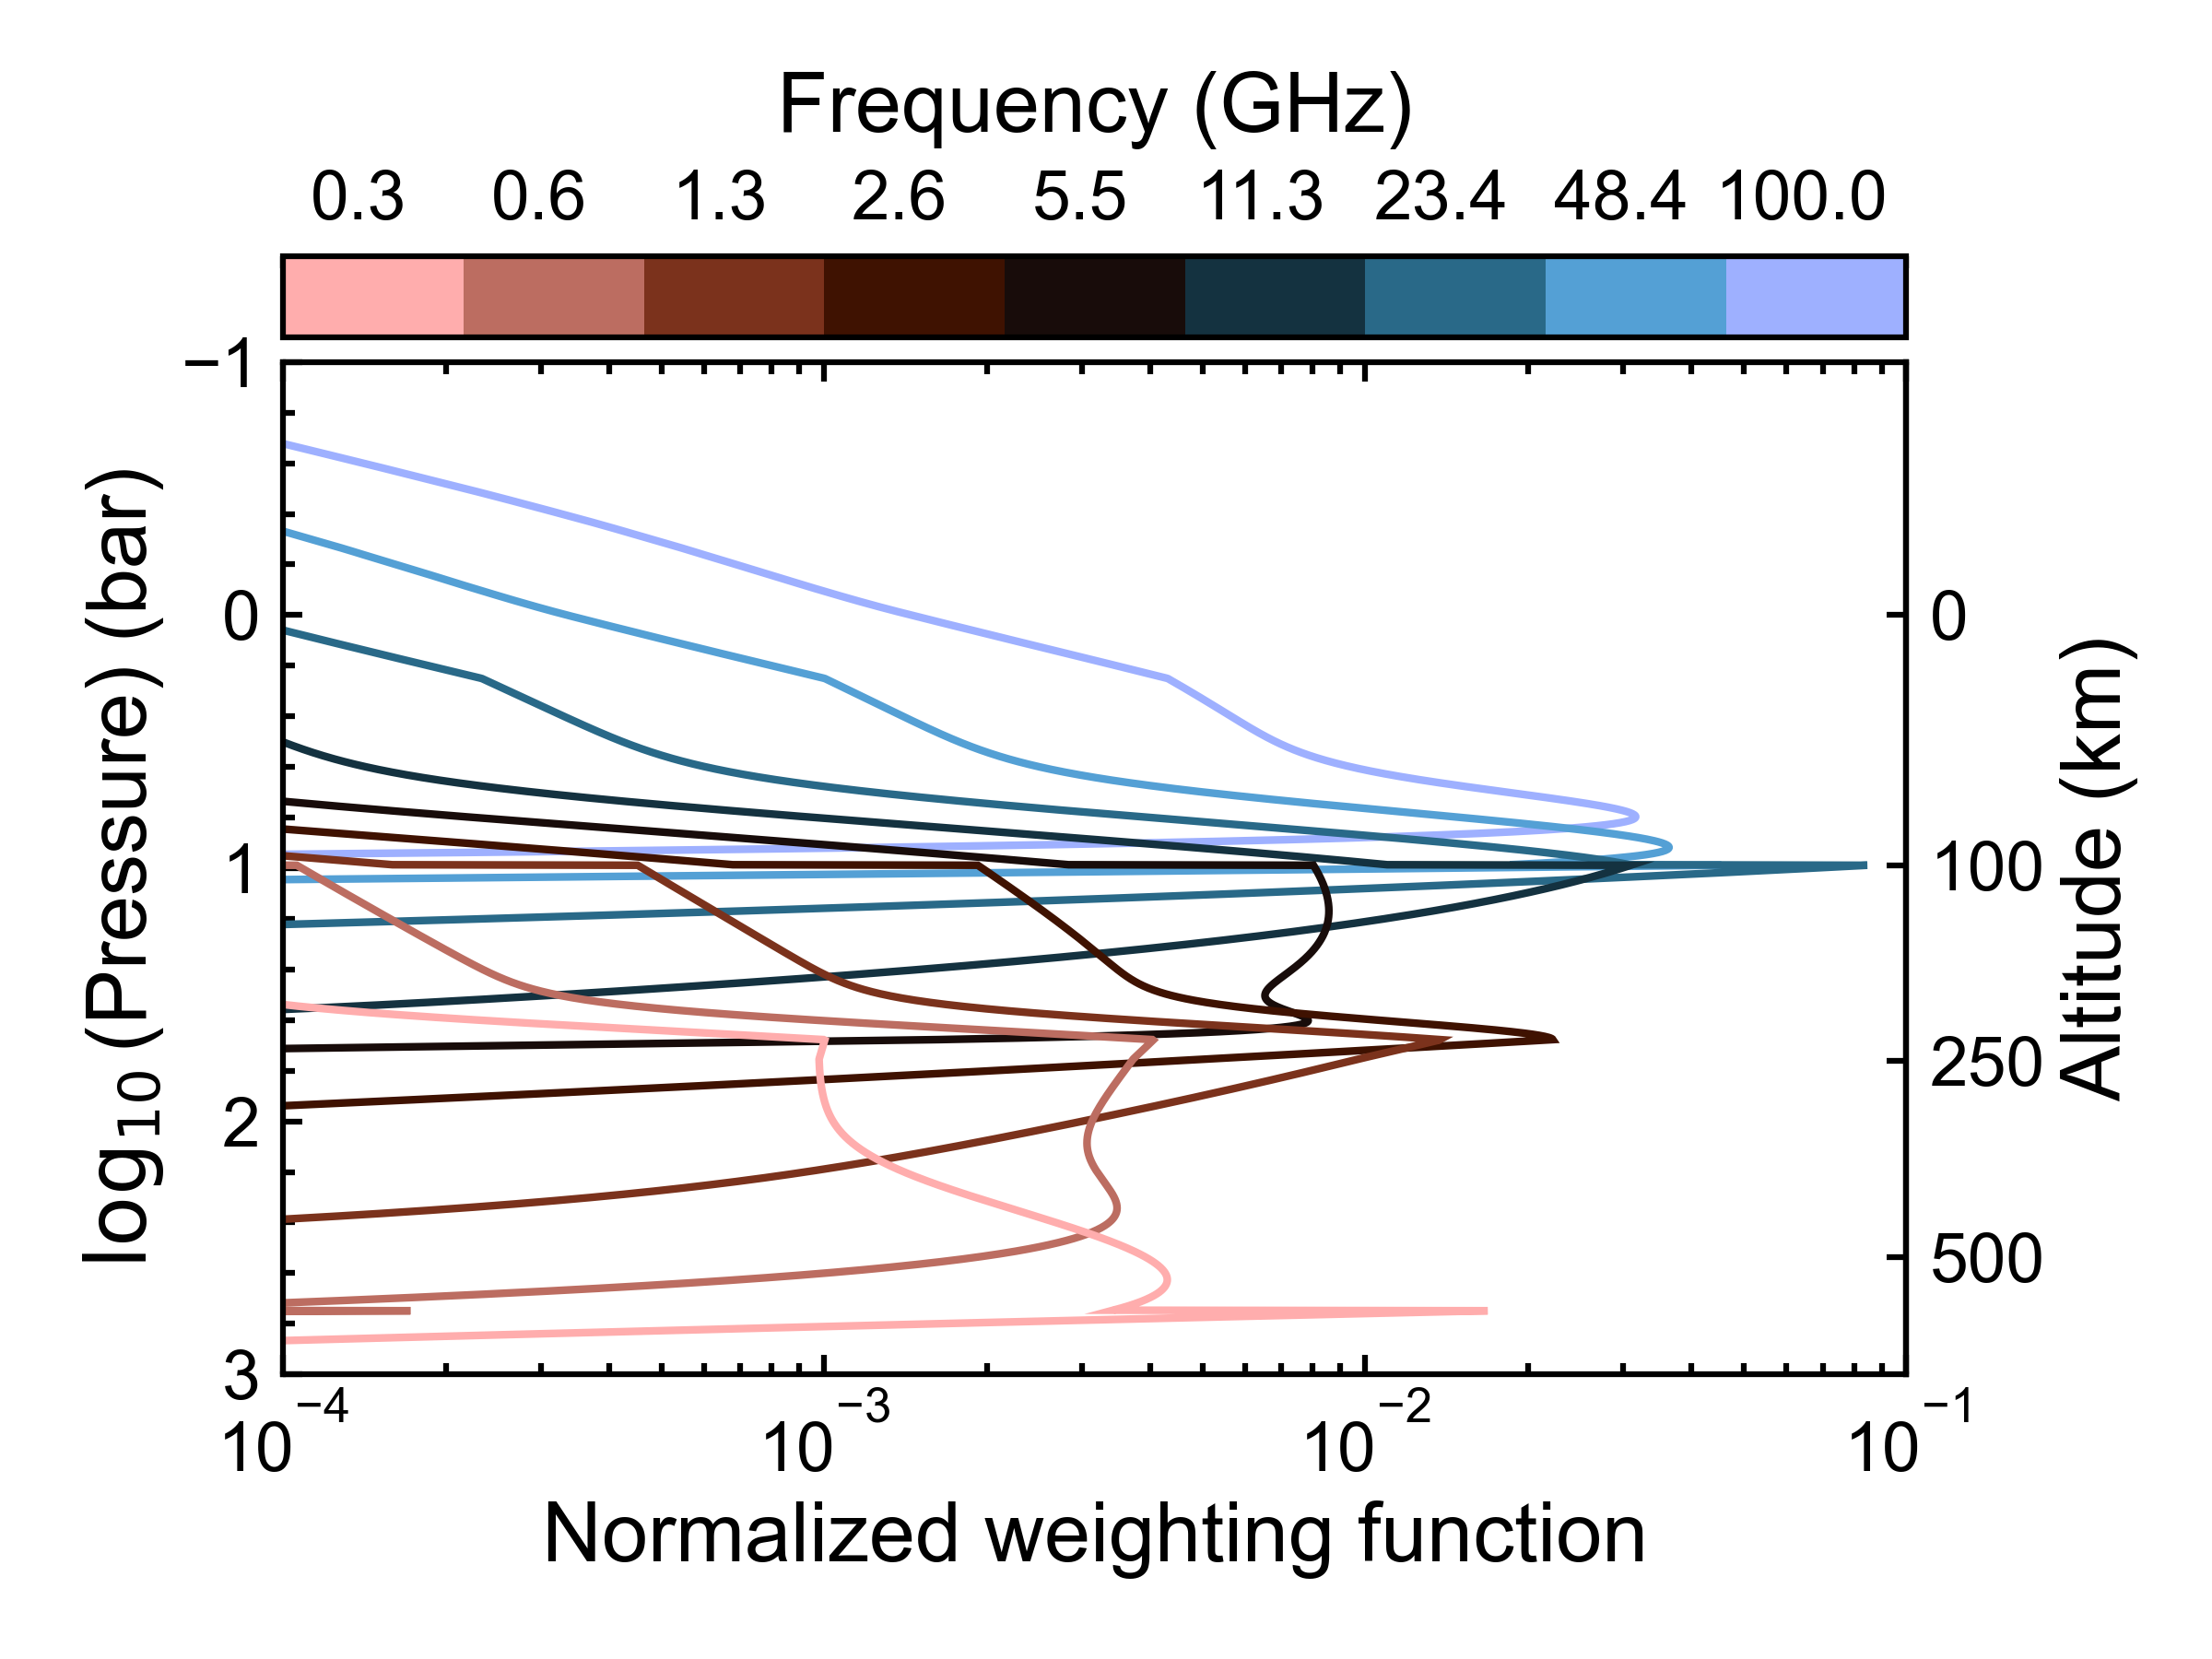 Frequency (GHz)
0.3 0.6 1.3 2.6 5.5 11.3 23.4 48.4 100.0
−1
0
1
2
3
log₁₀ (Pressure) (bar)
0
100
250
500
Altitude (km)
10⁻⁴ 10⁻³ 10⁻² 10⁻¹
Normalized weighting function